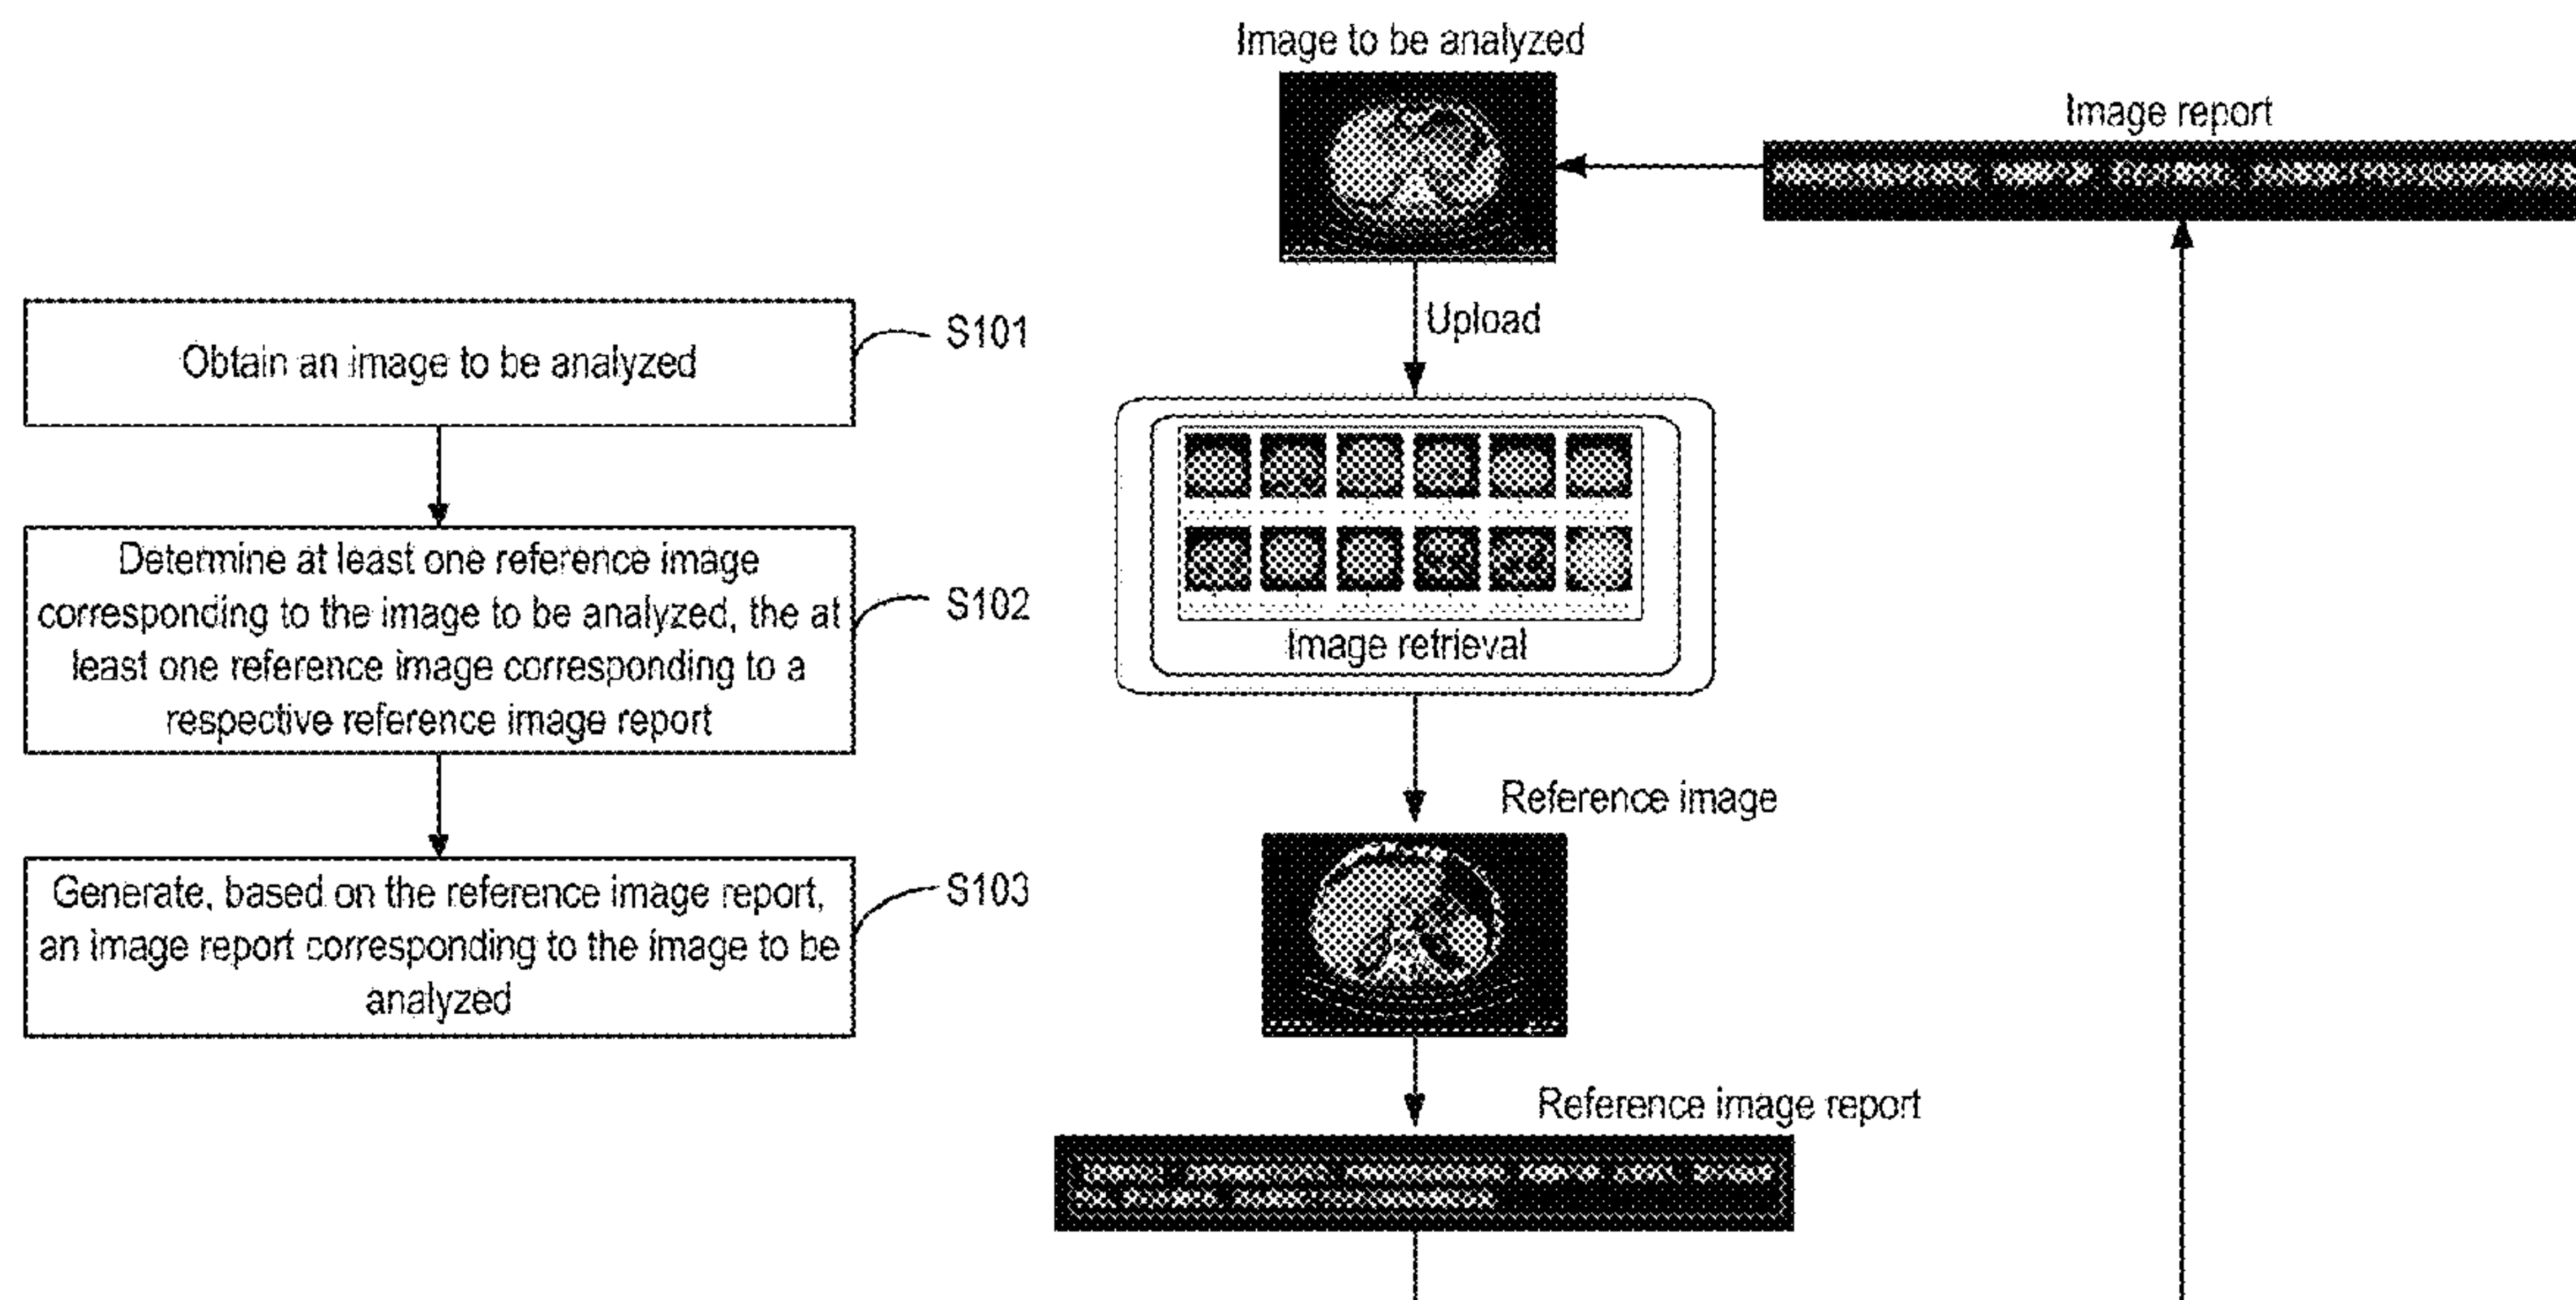 Obtain an image to be analyzed
S101
Determine at least one reference image
corresponding to the image to be analyzed, the at
least one reference image corresponding to a
respective reference image report
S102
Generate, based on the reference image report,
an image report corresponding to the image to be
analyzed
S103
Image to be analyzed
Image report
Upload
Image retrieval
Reference image
Reference image report